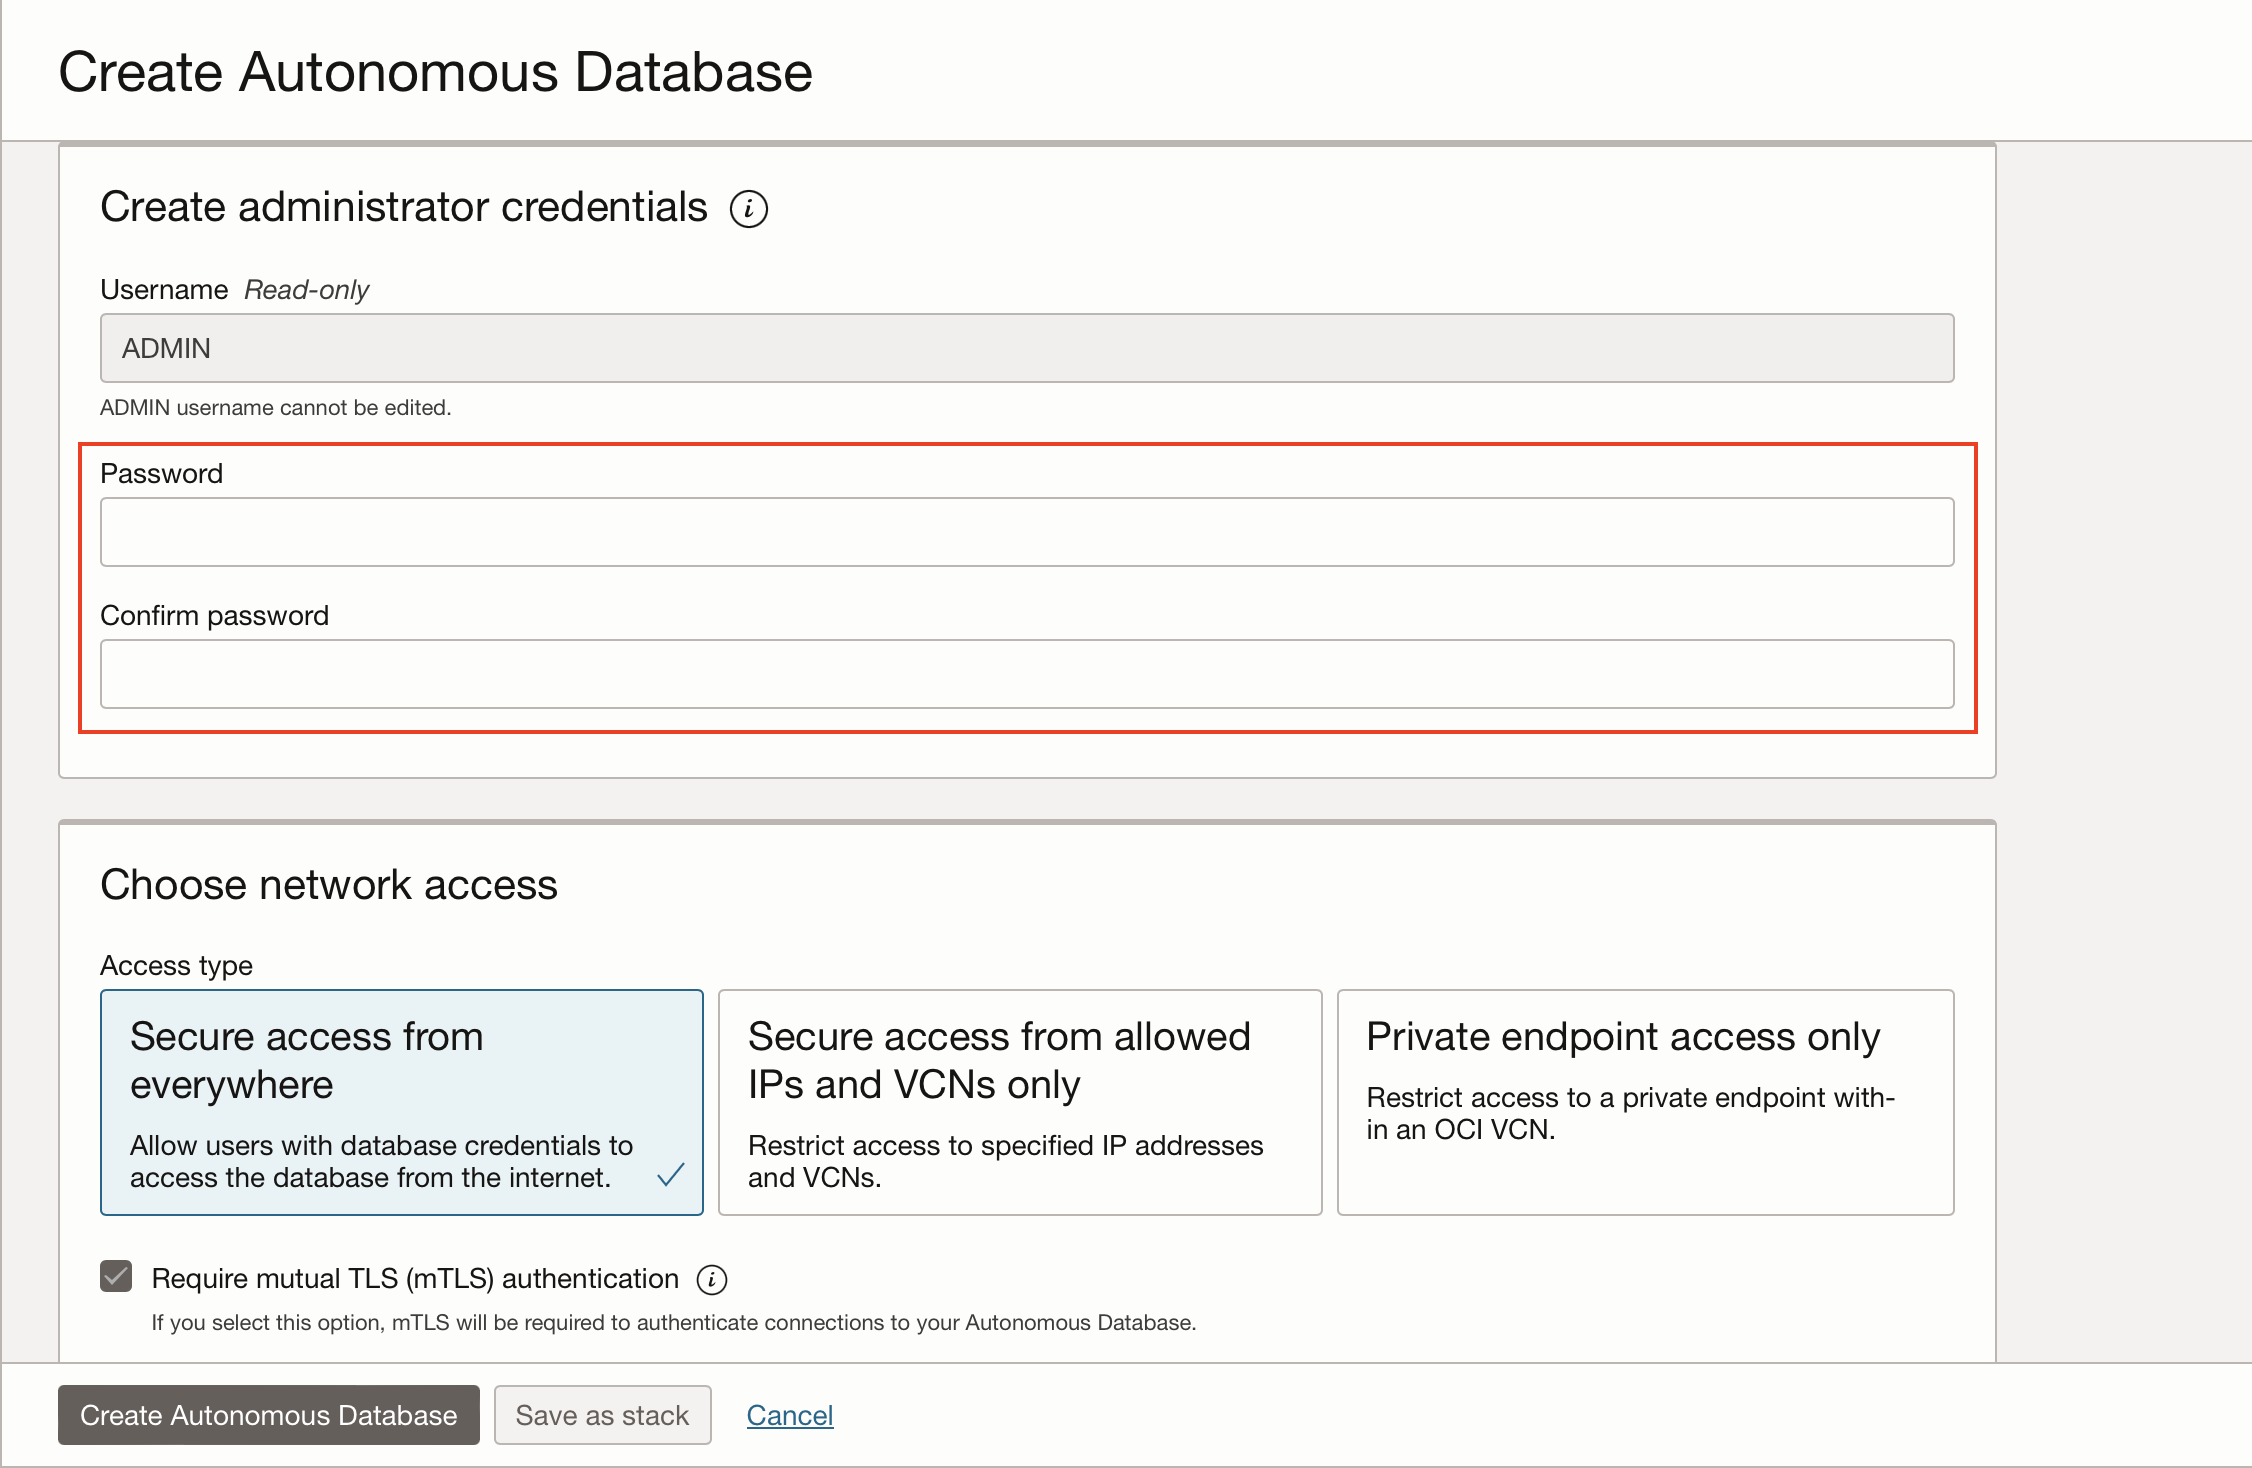 Create Autonomous Database
Create administrator credentials i
Username Read-only
ADMIN
ADMIN username cannot be edited.
Password
Confirm password
Choose network access
Access type
Secure access from
everywhere
Allow users with database credentials to
access the database from the internet.
Secure access from allowed
IPs and VCNs only
Restrict access to specified IP addresses
and VCNs.
Private endpoint access only
Restrict access to a private endpoint with-
in an OCI VCN.
Require mutual TLS (mTLS) authentication i
If you select this option, mTLS will be required to authenticate connections to your Autonomous Database.
Create Autonomous Database Save as stack Cancel